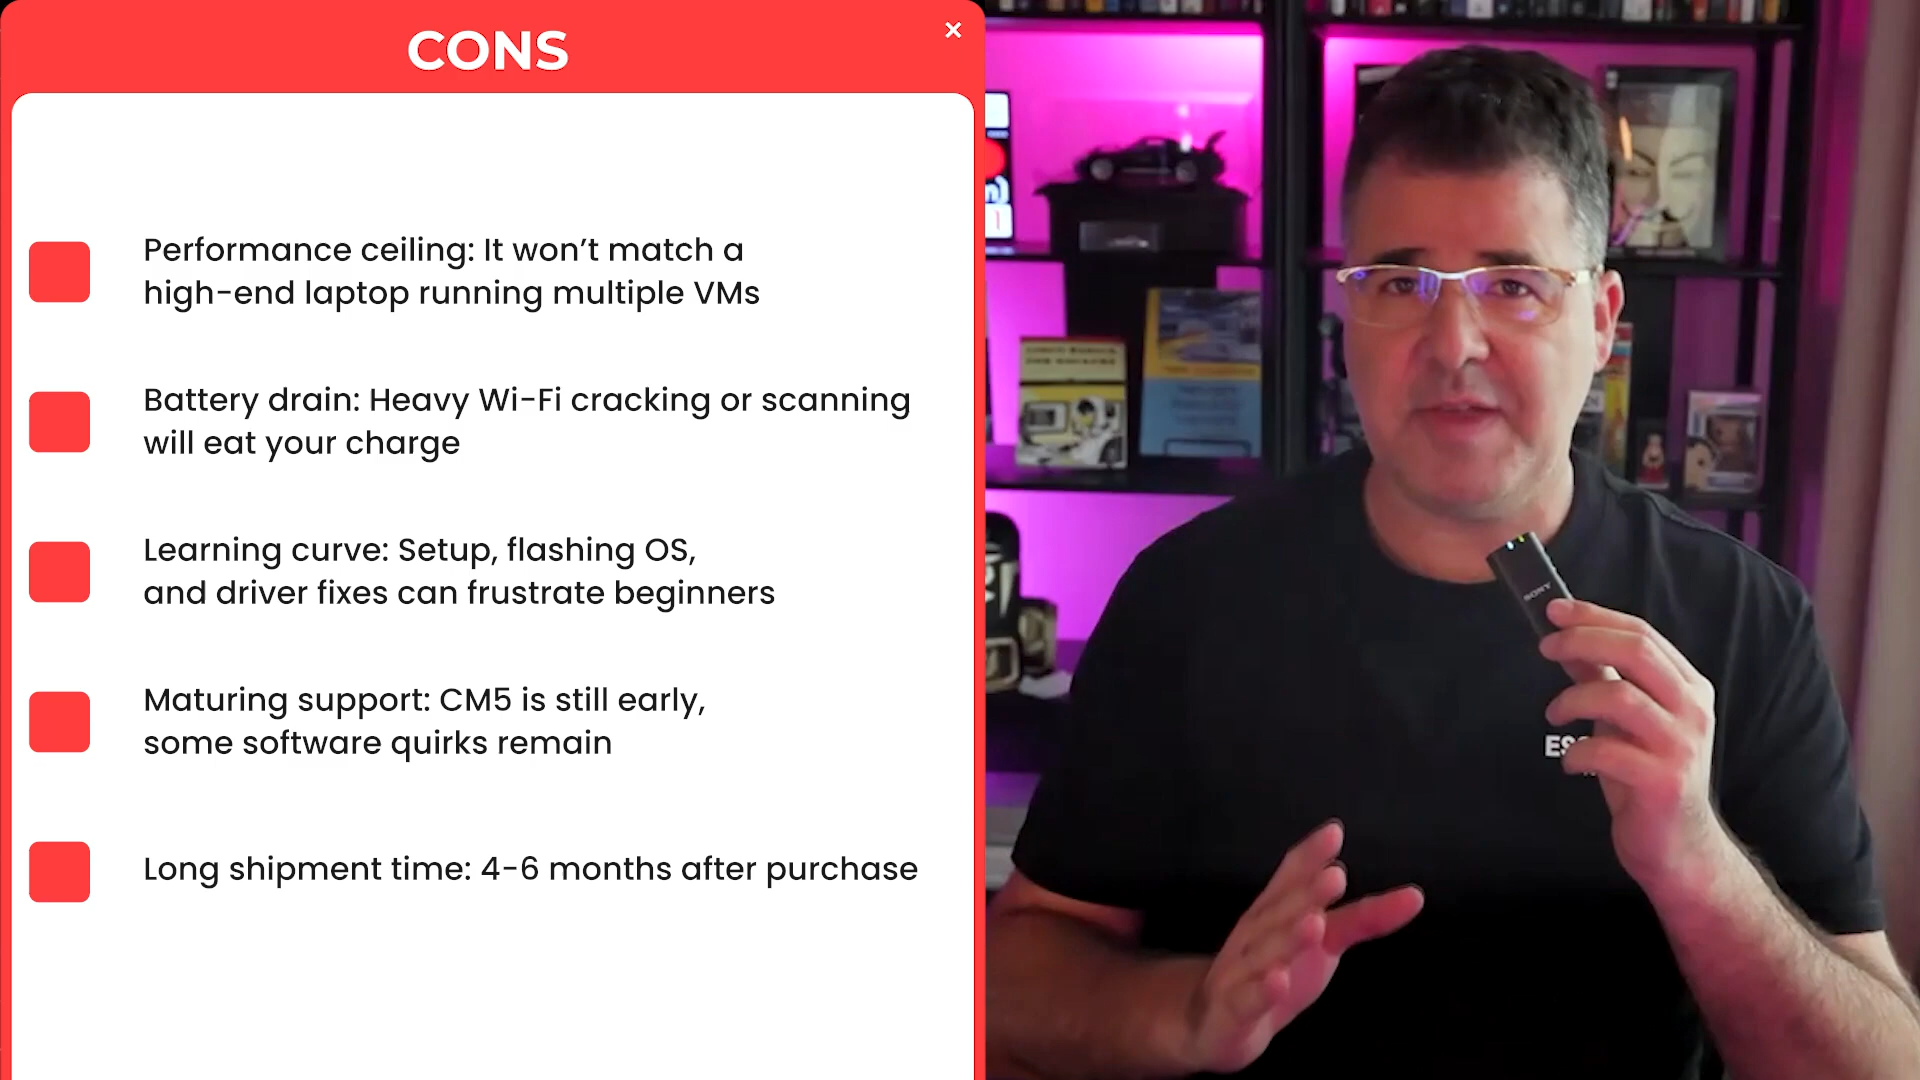 CONS
×
Performance ceiling: It won’t match a
high-end laptop running multiple VMs
Battery drain: Heavy Wi-Fi cracking or scanning
will eat your charge
Learning curve: Setup, flashing OS,
and driver fixes can frustrate beginners
Maturing support: CM5 is still early,
some software quirks remain
Long shipment time: 4-6 months after purchase
SONY